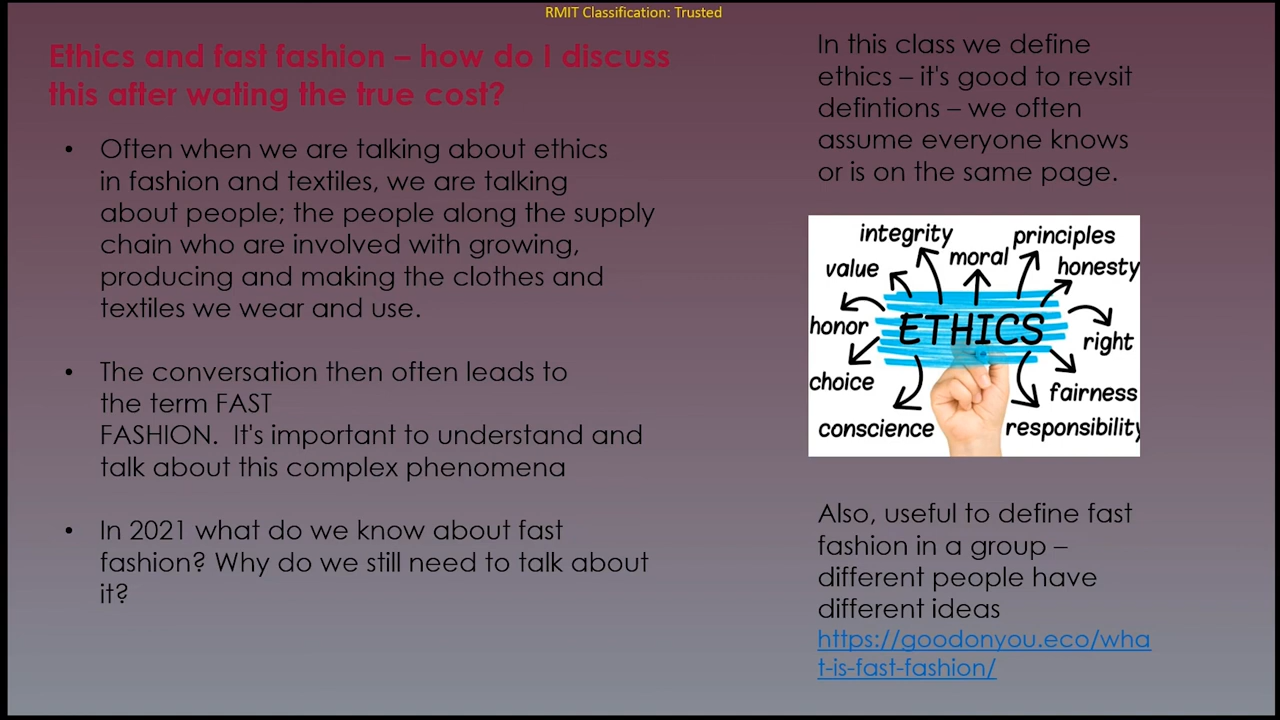 RMIT Classification: Trusted
Ethics and fast fashion – how do I discuss
this after wating the true cost?
• Often when we are talking about ethics
in fashion and textiles, we are talking
about people; the people along the supply
chain who are involved with growing,
producing and making the clothes and
textiles we wear and use.
• The conversation then often leads to
the term FAST
FASHION. It's important to understand and
talk about this complex phenomena
• In 2021 what do we know about fast
fashion? Why do we still need to talk about
it?
In this class we define
ethics – it's good to revsit
defintions – we often
assume everyone knows
or is on the same page.
integrity
principles
moral
value
honesty
honor
ETHICS
right
choice
fairness
conscience
responsibility
Also, useful to define fast
fashion in a group –
different people have
different ideas
https://goodonyou.eco/wha
t-is-fast-fashion/